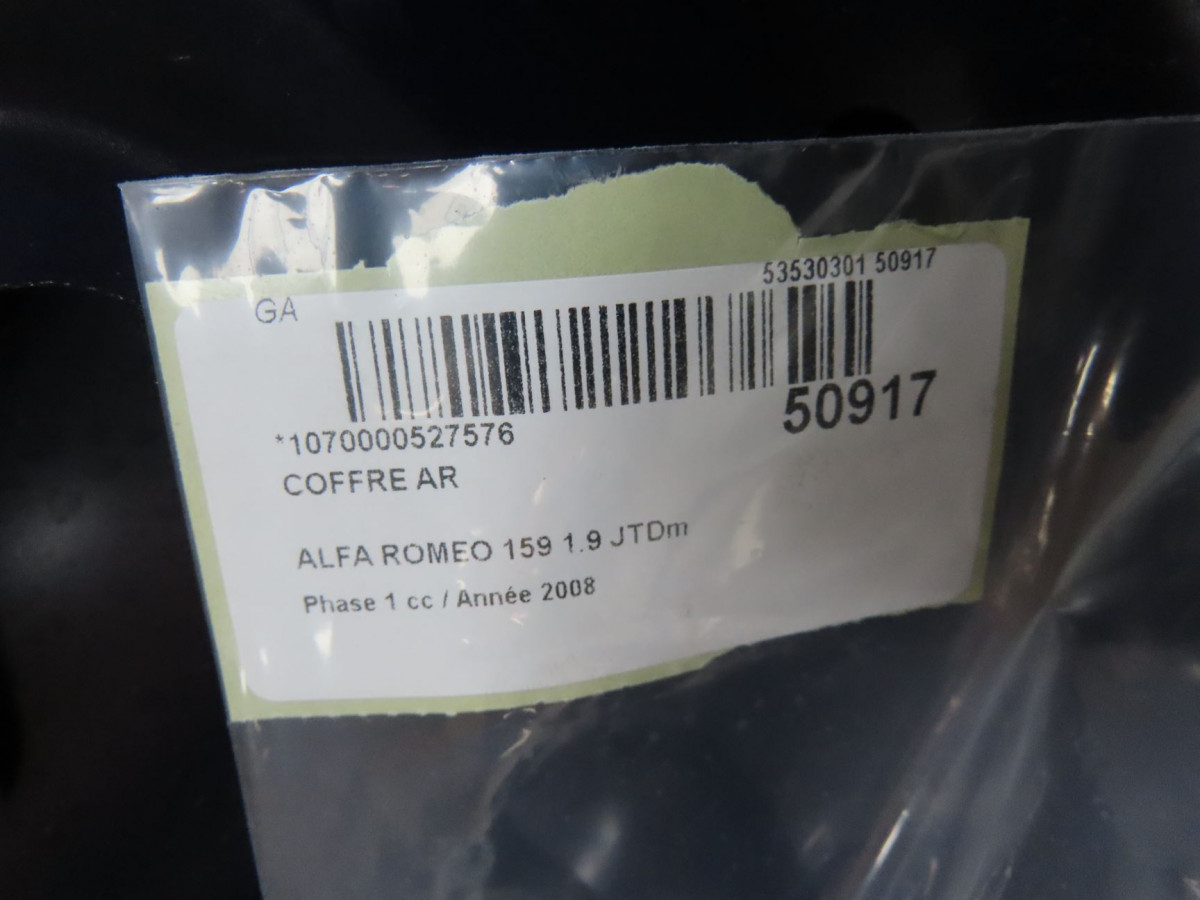 53530301 50917
GA
50917
*1070000527576
COFFRE AR
ALFA ROMEO 159 1.9 JTDm
Phase 1 cc / Année 2008